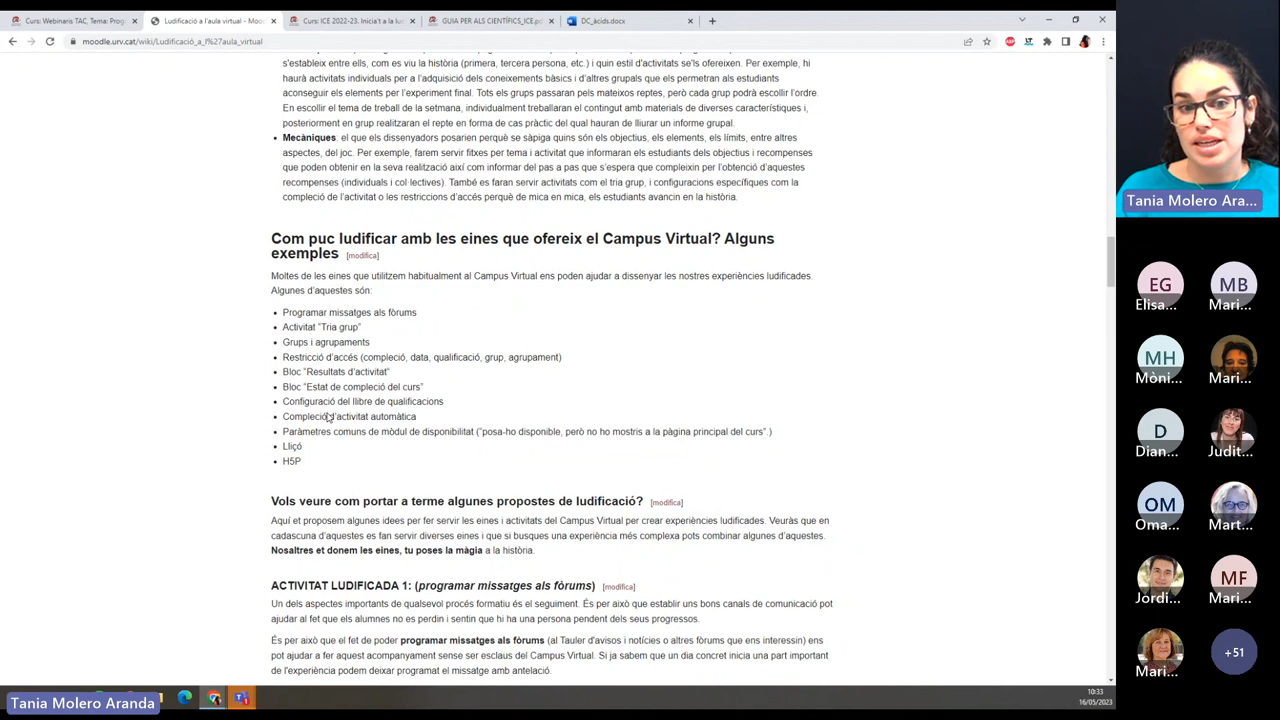 Curs: Webinaris TAC, Tema: Prog
Ludificació a l'aula virtual - Moo
Curs: ICE 2022-23. Inicia't a la lu
GUIA PER ALS CIENTÍFICS_ICE.pd
DC_àcids.docx
moodle.urv.cat/wiki/Ludificació_a_l%27aula_virtual
s'estableix entre ells, com es viu la història (primera, tercera persona, etc.) i quin estil d'activitats se'ls ofereixen. Per exemple, hi
haurà activitats individuals per a l'adquisició dels coneixements bàsics i d'altres grupals que els permetran als estudiants
aconseguir els elements per l'experiment final. Tots els grups passaran pels mateixos reptes, però cada grup podrà escollir l'ordre.
En escollir el tema de treball de la setmana, individualment treballaran el contingut amb materials de diverses característiques i,
posteriorment en grup realitzaran el repte en forma de cas pràctic del qual hauran de lliurar un informe grupal.
• Mecàniques: el que els dissenyadors posarien perquè se sàpiga quins són els objectius, els elements, els límits, entre altres
aspectes, del joc. Per exemple, farem servir fitxes per tema i activitat que informaran els estudiants dels objectius i recompenses
que poden obtenir en la seva realització així com informar del pas a pas que s'espera que compleixin per l'obtenció d'aquestes
recompenses (individuals i col·lectives). També es faran servir activitats com el tria grup, i configuracions específiques com la
compleció de l'activitat o les restriccions d'accés perquè de mica en mica, els estudiants avancin en la història.
Com puc ludificar amb les eines que ofereix el Campus Virtual? Alguns
exemples [modifica]
Moltes de les eines que utilitzem habitualment al Campus Virtual ens poden ajudar a dissenyar les nostres experiències ludificades.
Algunes d'aquestes són:
• Programar missatges als fòrums
• Activitat "Tria grup"
• Grups i agrupaments
• Restricció d'accés (compleció, data, qualificació, grup, agrupament)
• Bloc "Resultats d'activitat"
• Bloc "Estat de compleció del curs"
• Configuració del llibre de qualificacions
• Compleció d'activitat automàtica
• Paràmetres comuns de mòdul de disponibilitat ("posa-ho disponible, però no ho mostris a la pàgina principal del curs".)
• Lliçó
• H5P
Vols veure com portar a terme algunes propostes de ludificació? [modifica]
Aquí et proposem algunes idees per fer servir les eines i activitats del Campus Virtual per crear experiències ludificades. Veuràs que en
cadascuna d'aquestes es fan servir diverses eines i que si busques una experiència més complexa pots combinar algunes d'aquestes.
Nosaltres et donem les eines, tu poses la màgia a la història.
ACTIVITAT LUDIFICADA 1: (programar missatges als fòrums) [modifica]
Un dels aspectes importants de qualsevol procés formatiu és el seguiment. És per això que establir uns bons canals de comunicació pot
ajudar al fet que els alumnes no es perdin i sentin que hi ha una persona pendent dels seus progressos.
És per això que el fet de poder programar missatges als fòrums (al Tauler d'avisos i notícies o altres fòrums que ens interessin) ens
pot ajudar a fer aquest acompanyament sense ser esclaus del Campus Virtual. Si ja sabem que un dia concret inicia una part important
de l'experiència podem deixar programat el missatge amb antelació.
10:33
16/05/2023
Tania Molero Aranda
Tania Molero Ara...
EG
Elisa...
MB
Mari...
MH
Mòni...
Mari...
D
Dian...
Judit...
OM
Oma...
Mart...
Jordi...
MF
Mari...
Mari...
+51